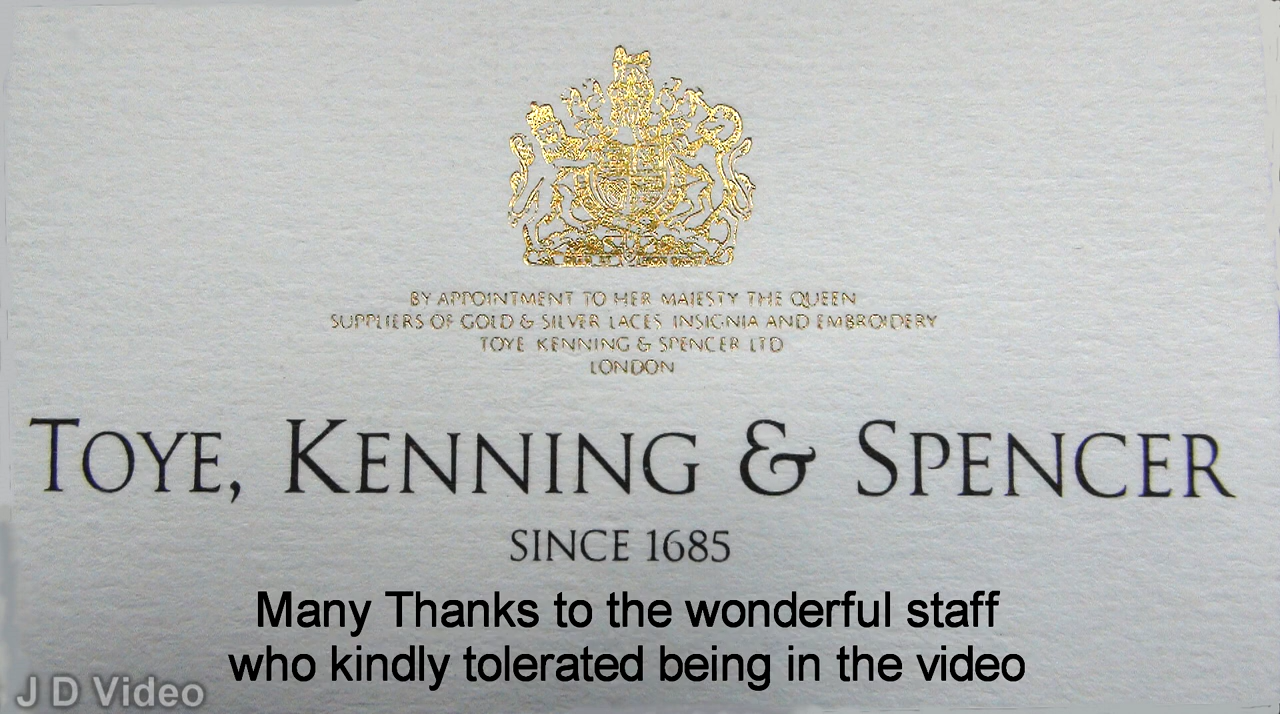 BY APPOINTMENT TO HER MAJESTY THE QUEEN
SUPPLIERS OF GOLD & SILVER LACES, INSIGNIA AND EMBROIDERY
TOYE, KENNING & SPENCER LTD
LONDON
TOYE, KENNING & SPENCER
SINCE 1685
Many Thanks to the wonderful staff
who kindly tolerated being in the video
J D Video